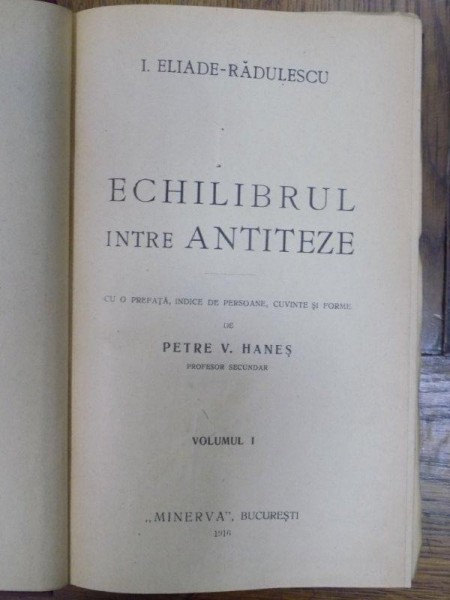 I. ELIADE-RĂDULESCU
ECHILIBRUL
INTRE ANTITEZE
CU O PREFAȚĂ, INDICE DE PERSOANE, CUVINTE ȘI FORME,
DE
PETRE V. HANEȘ
PROFESOR SECUNDAR
VOLUMUL I
„MINERVA”, BUCUREȘTI
1916